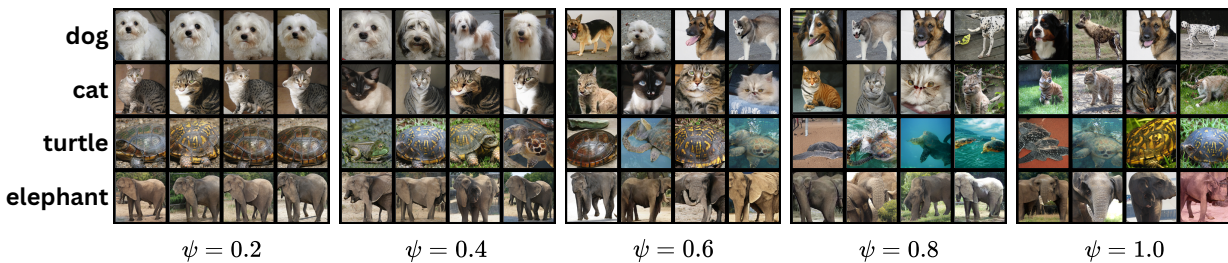 dog
cat
turtle
elephant
ψ = 0.2 ψ = 0.4 ψ = 0.6 ψ = 0.8 ψ = 1.0